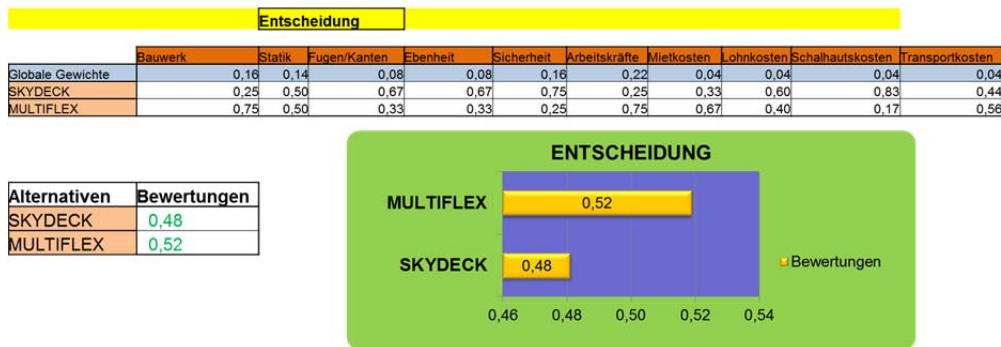 Entscheidung
Bauwerk Statik Fugen/Kanten Ebenheit Sicherheit Arbeitskräfte Mietkosten Lohnkosten Schalhautskosten Transportkosten
Globale Gewichte 0,16 0,14 0,08 0,08 0,16 0,22 0,04 0,04 0,04 0,04
SKYDECK 0,25 0,50 0,67 0,67 0,75 0,25 0,33 0,60 0,83 0,44
MULTIFLEX 0,75 0,50 0,33 0,33 0,25 0,75 0,67 0,40 0,17 0,56
Alternativen Bewertungen
SKYDECK 0,48
MULTIFLEX 0,52
ENTSCHEIDUNG
MULTIFLEX 0,52
SKYDECK 0,48
Bewertungen
0,46 0,48 0,50 0,52 0,54